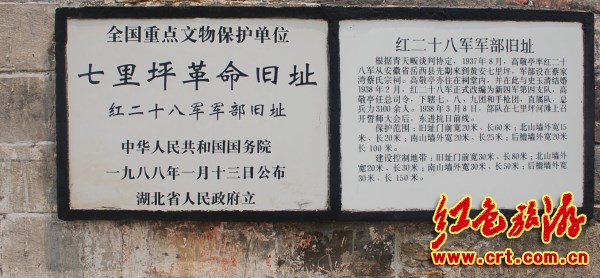 全国重点文物保护单位
七里坪革命旧址
红二十八军军部旧址
中华人民共和国国务院
一九八八年一月十三日公布
湖北省人民政府立
红二十八军军部旧址
根据青天畈谈判协定，1937年8月，高敬亭率红二
十八军从安徽省岳西县先期来到黄安七里坪，军部设在蔡家
湾蔡氏宗祠。高敬亭亦住在祠堂内，并在此与史玉清结婚
1938年2月，红二十八军正式改编为新四军第四支队，高
敬亭任总司令，下辖七、八、九团和手枪团，直属队，总
兵力3100余人。1938年3月8日，部队在七里坪河滩上召
开誓师大会后，东进抗日前线。
保护范围：旧址门前宽20米、长60米；北山墙外宽15
米、长20米；南山墙外宽20米、长25米；后檐墙外宽20米
长100米。
建设控制地带：旧址门前宽30米、长80米；北山墙外
宽20米、长30米；南山墙外宽30米、长50米；后檐墙外宽
30米、长150米。
红色旅游
www.crt.com.cn